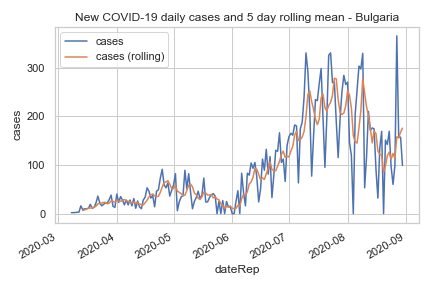 New COVID-19 daily cases and 5 day rolling mean - Bulgaria
cases
cases (rolling)
cases
300
200
100
0
2020-03
2020-04
2020-05
2020-06
2020-07
2020-08
2020-09
dateRep